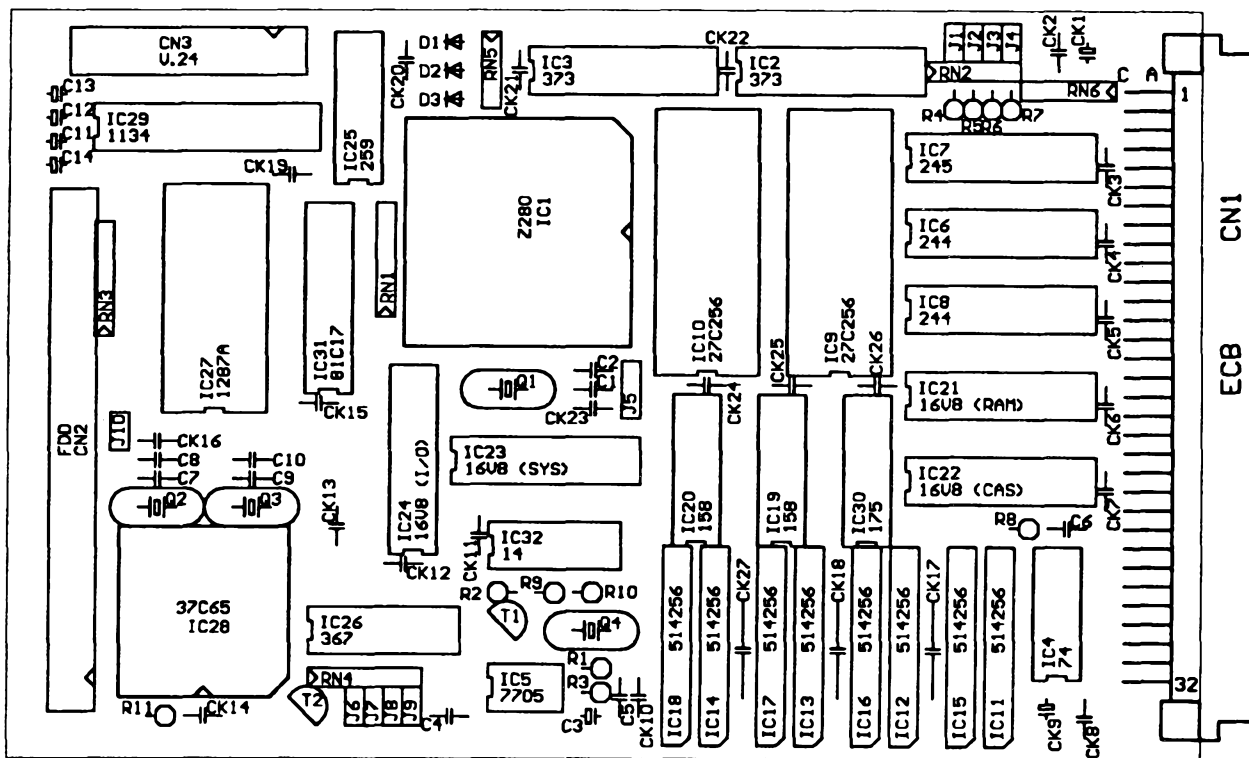 CN3
V.24
D1
D2
D3
CK20
RN5
CK21
IC3
373
CK22
IC2
373
J1
J2
J3
J4
CK2
CK1
RN2
RN6
C A
1
C13
C12
C11
C14
IC29
1134
CK19
IC25
259
R4
R5
R6
R7
Z280
IC1
IC7
245
CK3
IC6
244
CK4
IC8
244
CK5
CN1
ECB
RN3
RN1
IC27
1287A
IC31
81C17
CK15
IC10
27C256
IC9
27C256
CK25
CK26
CK24
C2
C1
CK23
J5
Q1
IC21
16V8 (RAM)
CK6
FDD
CN2
J10
CK16
C8
C7
C10
C9
Q2
Q3
CK13
IC24
16V8 (I/O)
CK12
IC23
16V8 (SYS)
IC20
158
IC19
158
IC30
175
IC22
16V8 (CAS)
CK7
R8
C6
CK11
IC32
14
R2
R9
R10
T1
Q4
37C65
IC28
IC26
367
RN4
T2
R11
CK14
J6
J7
J8
J9
C4
IC5
7705
R1
R3
C3
C5
CK10
514256
IC18
514256
IC14
CK27
514256
IC17
514256
IC13
CK18
514256
IC16
514256
IC12
CK17
514256
IC15
514256
IC11
IC4
74
CK9
CK8
32